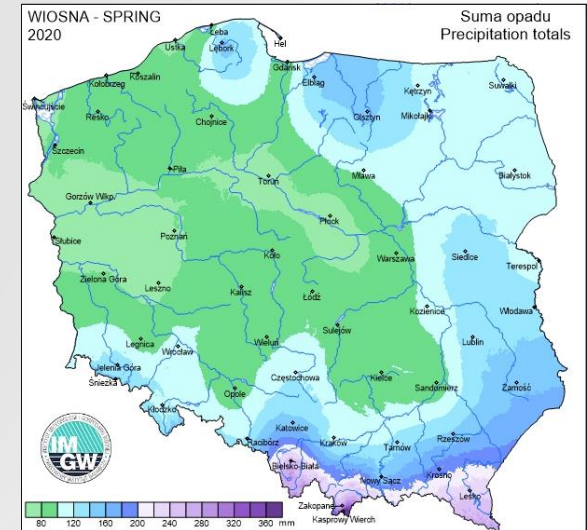 WIOSNA - SPRING
2020
Suma opadu
Precipitation totals
Łeba
Hel
Ustka
Lębork
Gdańsk
Koszalin
Kołobrzeg
Elbląg
Suwałki
Kętrzyn
Świnoujście
Resko
Chojnice
Olsztyn
Mikołajki
Szczecin
Piła
Toruń
Mława
Białystok
Gorzów Wlkp.
Płock
Słubice
Poznań
Koło
Warszawa
Siedlce
Terespol
Zielona Góra
Leszno
Kalisz
Łódź
Kozienice
Włodawa
Sulejów
Legnica
Wrocław
Wieluń
Lublin
Jelenia Góra
Śnieżka
Częstochowa
Kielce
Sandomierz
Zamość
Opole
Kłodzko
Katowice
Racibórz
Kraków
Tarnów
Rzeszów
Bielsko-Biała
Nowy Sącz
Krosno
Lesko
Zakopane
Kasprowy Wierch
IM
GW
80 120 160 200 240 280 320 360 mm